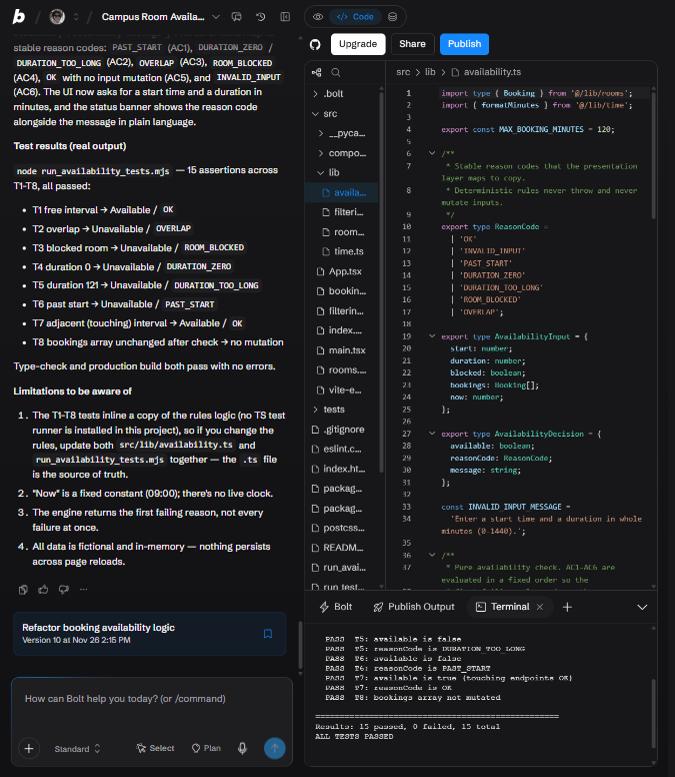 b
Campus Room Availa...
Code
Upgrade
Share
Publish
stable reason codes: PAST_START (AC1), DURATION_ZERO /
DURATION_TOO_LONG (AC2), OVERLAP (AC3), ROOM_BLOCKED
(AC4), OK with no input mutation (AC5), and INVALID_INPUT
(AC6). The UI now asks for a start time and a duration in
minutes, and the status banner shows the reason code
alongside the message in plain language.
Test results (real output)
node run_availability_tests.mjs — 15 assertions across
T1-T8, all passed:
• T1 free interval → Available / OK
• T2 overlap → Unavailable / OVERLAP
• T3 blocked room → Unavailable / ROOM_BLOCKED
• T4 duration 0 → Unavailable / DURATION_ZERO
• T5 duration 121 → Unavailable / DURATION_TOO_LONG
• T6 past start → Unavailable / PAST_START
• T7 adjacent (touching) interval → Available / OK
• T8 bookings array unchanged after check → no mutation
Type-check and production build both pass with no errors.
Limitations to be aware of
1. The T1-T8 tests inline a copy of the rules logic (no TS test
runner is installed in this project), so if you change the
rules, update both src/lib/availability.ts and
run_availability_tests.mjs together — the .ts file
is the source of truth.
2. "Now" is a fixed constant (09:00); there's no live clock.
3. The engine returns the first failing reason, not every
failure at once.
4. All data is fictional and in-memory — nothing persists
across page reloads.
Refactor booking availability logic
Version 10 at Nov 26 2:15 PM
How can Bolt help you today? (or /command)
Standard
Select
Plan
.bolt
src
__pyca...
compo...
lib
availa...
filteri...
room...
time.ts
App.tsx
bookin...
filterin...
index....
main.tsx
rooms....
vite-e...
tests
.gitignore
eslint.c...
index.ht...
packag...
packag...
postcss...
READM...
run_avai...
run_test...
src > lib > availability.ts
1 import type { Booking } from '@/lib/rooms';
2 import { formatMinutes } from '@/lib/time';
3
4 export const MAX_BOOKING_MINUTES = 120;
5
6 /**
7 * Stable reason codes that the presentation
layer maps to copy.
8 * Deterministic rules never throw and never
mutate inputs.
9 */
10 export type ReasonCode =
11 | 'OK'
12 | 'INVALID_INPUT'
13 | 'PAST_START'
14 | 'DURATION_ZERO'
15 | 'DURATION_TOO_LONG'
16 | 'ROOM_BLOCKED'
17 | 'OVERLAP';
18
19 export type AvailabilityInput = {
20 start: number;
21 duration: number;
22 blocked: boolean;
23 bookings: Booking[];
24 now: number;
25 };
26
27 export type AvailabilityDecision = {
28 available: boolean;
29 reasonCode: ReasonCode;
30 message: string;
31 };
32
33 const INVALID_INPUT_MESSAGE =
34 'Enter a start time and a duration in whole
minutes (0-1440).';
35
36 /**
37 * Pure availability check. AC1-AC6 are
evaluated in a fixed order so the
Bolt
Publish Output
Terminal
PASS T5: available is false
PASS T5: reasonCode is DURATION_TOO_LONG
PASS T6: available is false
PASS T6: reasonCode is PAST_START
PASS T7: available is true (touching endpoints OK)
PASS T7: reasonCode is OK
PASS T8: bookings array not mutated
==================================================
Results: 15 passed, 0 failed, 15 total
ALL TESTS PASSED